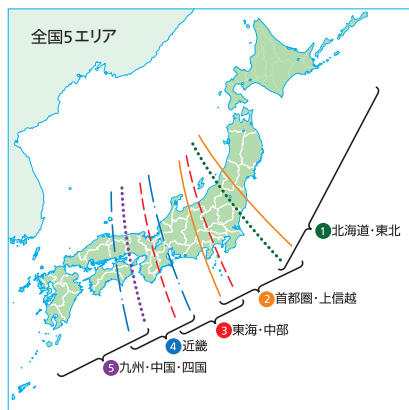 全国5エリア
1北海道・東北
2首都圏・上信越
3東海・中部
4近畿
5九州・中国・四国